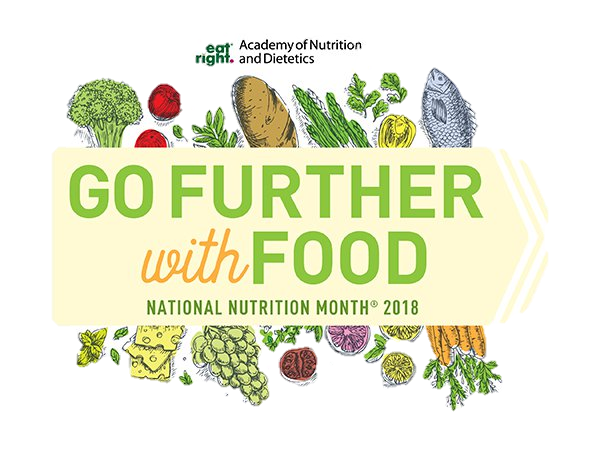 eat right. Academy of Nutrition
and Dietetics
GO FURTHER
with FOOD
NATIONAL NUTRITION MONTH® 2018